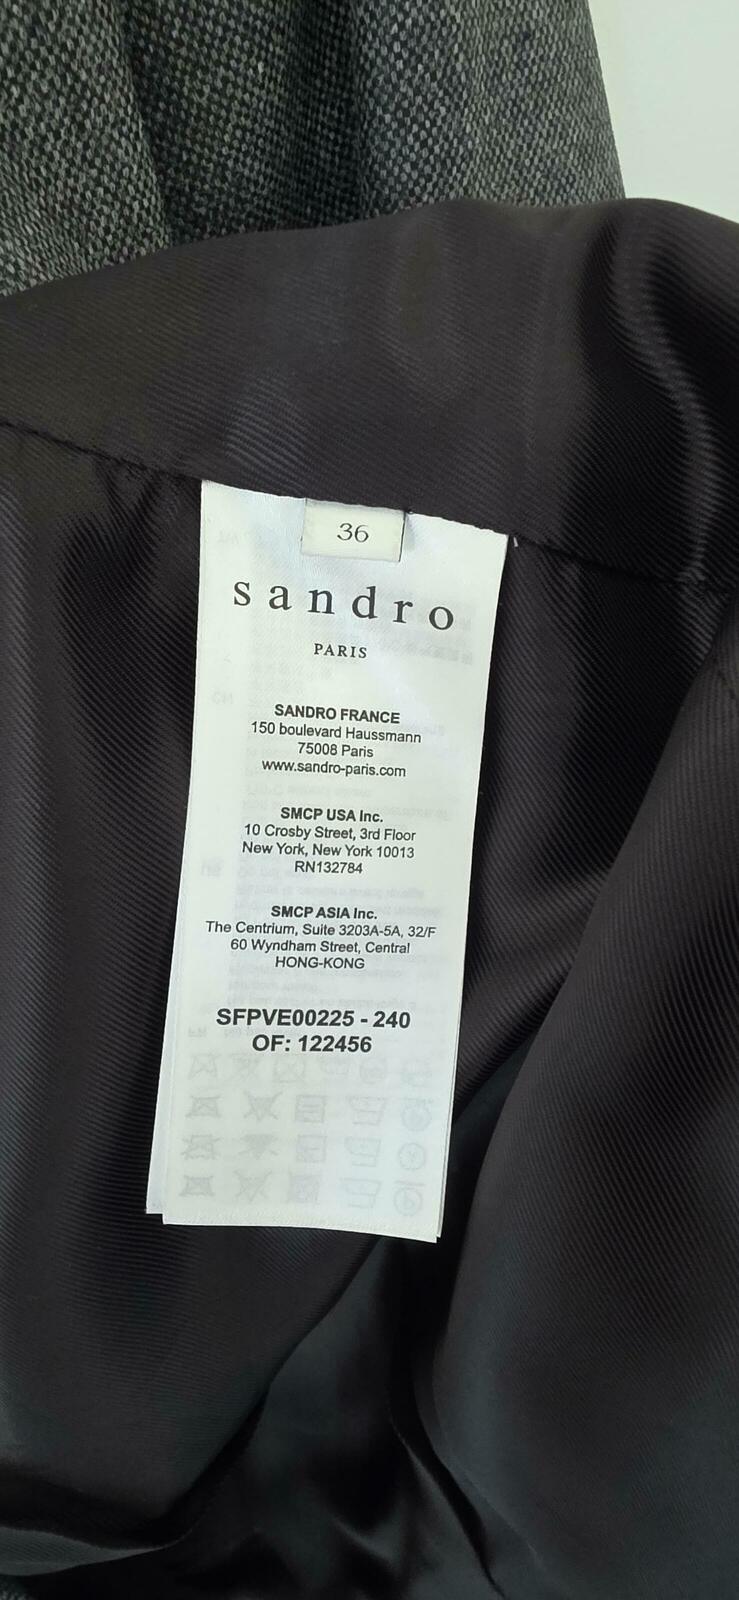 36
sandro
PARIS
SANDRO FRANCE
150 boulevard Haussmann
75008 Paris
www.sandro-paris.com
SMCP USA Inc.
10 Crosby Street, 3rd Floor
New York, New York 10013
RN132784
SMCP ASIA Inc.
The Centrium, Suite 3203A-5A, 32/F
60 Wyndham Street, Central
HONG-KONG
SFPVE00225 - 240
OF: 122456